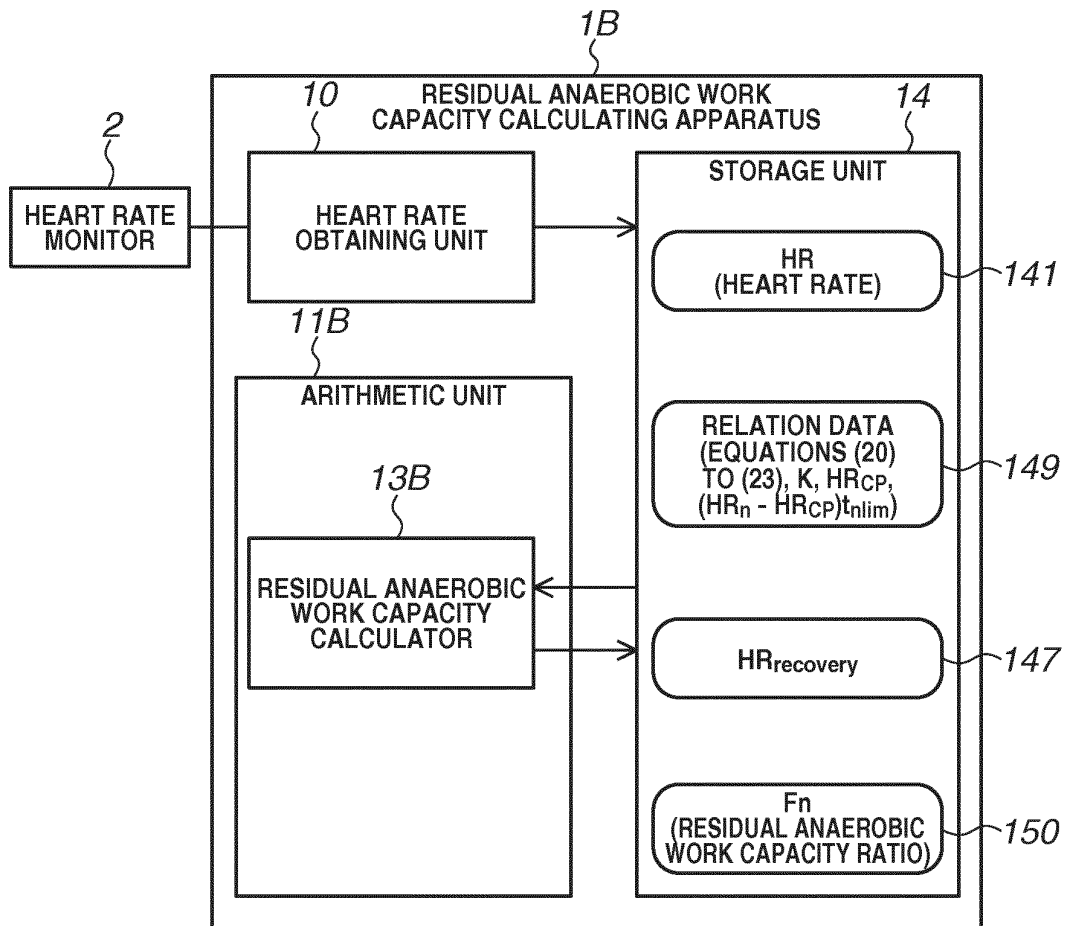 1B
RESIDUAL ANAEROBIC WORK
CAPACITY CALCULATING APPARATUS
2
HEART RATE
MONITOR
10
HEART RATE
OBTAINING UNIT
14
STORAGE UNIT
HR
(HEART RATE)
141
11B
ARITHMETIC UNIT
RELATION DATA
(EQUATIONS (20)
TO (23), K, HRCP,
(HRn - HRCP)tnlim)
149
13B
RESIDUAL ANAEROBIC
WORK CAPACITY
CALCULATOR
HRrecovery
147
Fn
(RESIDUAL ANAEROBIC
WORK CAPACITY RATIO)
150